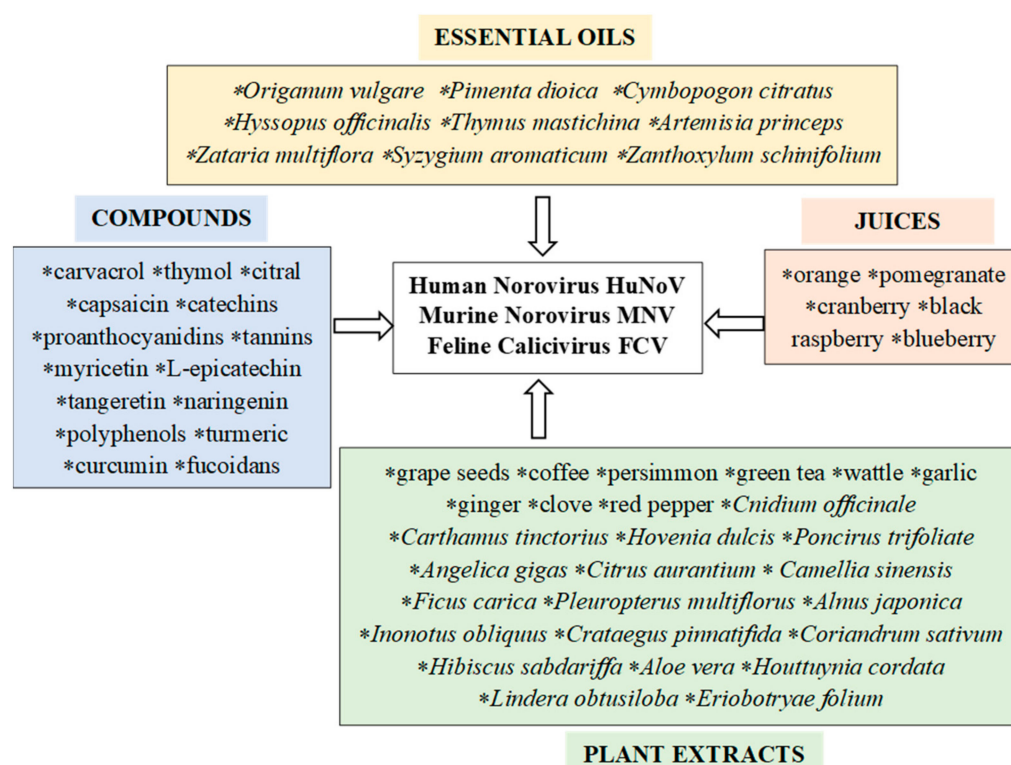 ESSENTIAL OILS
*Origanum vulgare *Pimenta dioica *Cymbopogon citratus
*Hyssopus officinalis *Thymus mastichina *Artemisia princeps
*Zataria multiflora *Syzygium aromaticum *Zanthoxylum schinifolium
COMPOUNDS
*carvacrol *thymol *citral
*capsaicin *catechins
*proanthocyanidins *tannins
*myricetin *L-epicatechin
*tangeretin *naringenin
*polyphenols *turmeric
*curcumin *fucoidans
Human Norovirus HuNoV
Murine Norovirus MNV
Feline Calicivirus FCV
JUICES
*orange *pomegranate
*cranberry *black
raspberry *blueberry
*grape seeds *coffee *persimmon *green tea *wattle *garlic
*ginger *clove *red pepper *Cnidium officinale
*Carthamus tinctorius *Hovenia dulcis *Poncirus trifoliate
*Angelica gigas *Citrus aurantium * Camellia sinensis
*Ficus carica *Pleuropterus multiflorus *Alnus japonica
*Inonotus obliquus *Crataegus pinnatifida *Coriandrum sativum
*Hibiscus sabdariffa *Aloe vera *Houttuynia cordata
*Lindera obtusiloba *Eriobotryae folium
PLANT EXTRACTS